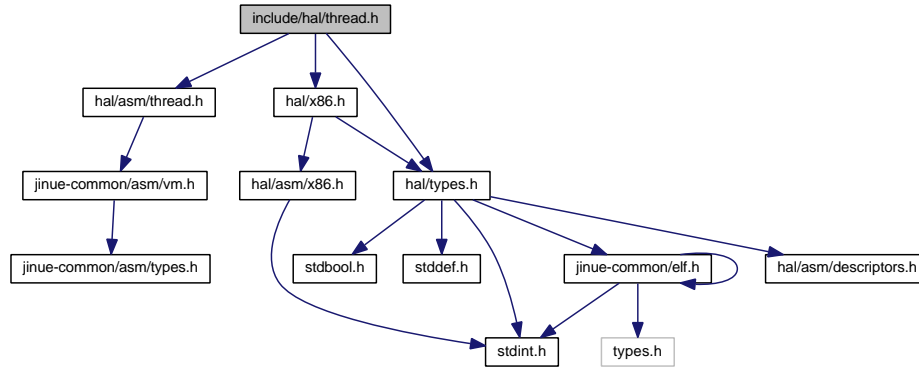 include/hal/thread.h
hal/asm/thread.h
hal/x86.h
jinue-common/asm/vm.h
hal/asm/x86.h
hal/types.h
jinue-common/asm/types.h
stdbool.h
stddef.h
jinue-common/elf.h
hal/asm/descriptors.h
stdint.h
types.h